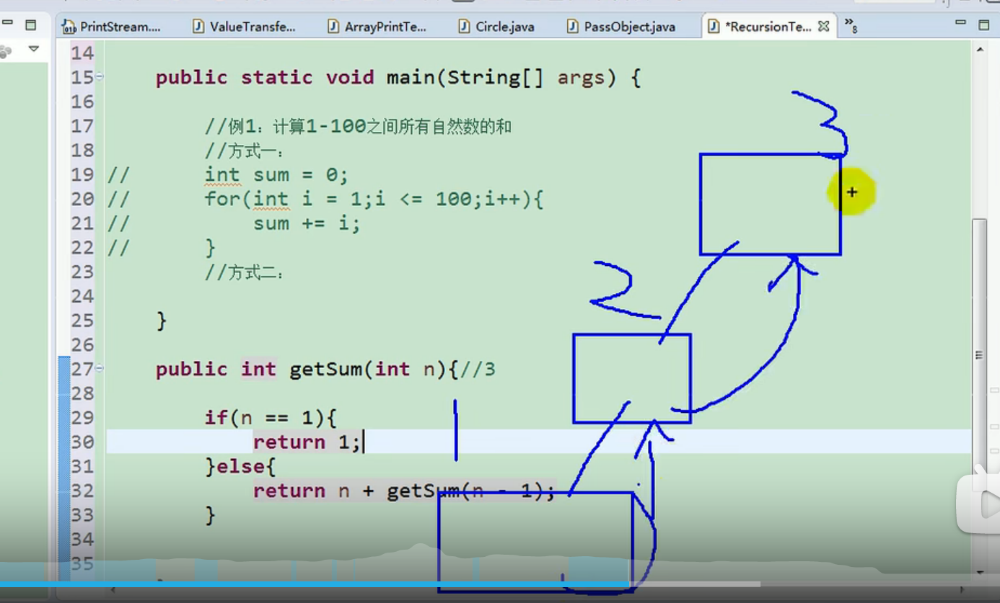 PrintStream.... ValueTransfe... ArrayPrintTe... Circle.java PassObject.java *RecursionTe... »8
14
15 public static void main(String[] args) {
16
17 //例1：计算1-100之间所有自然数的和
18 //方式一：
19 // int sum = 0;
20 // for(int i = 1;i <= 100;i++){
21 // sum += i;
22 // }
23 //方式二：
24
25 }
26
27 public int getSum(int n){//3
28
29 if(n == 1){
30 return 1;
31 }else{
32 return n + getSum(n - 1);
33 }
34
35
3
2
1